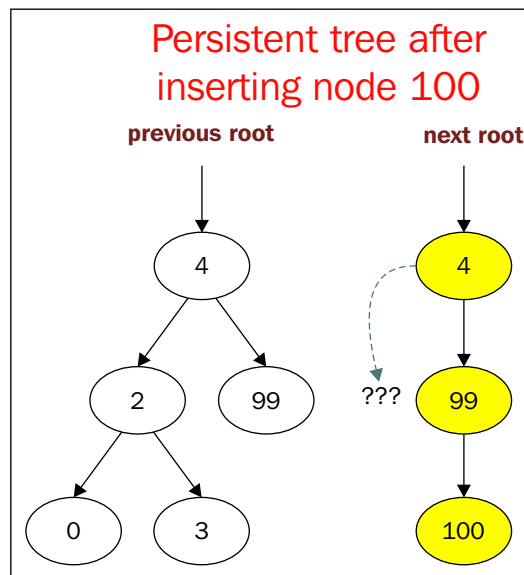 Persistent tree after
inserting node 100
previous root
next root
4
4
2
99
???
99
0
3
100